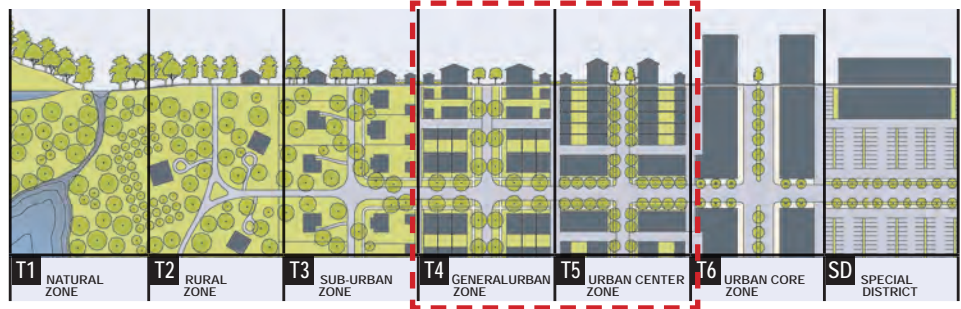 T1 NATURAL
ZONE
T2 RURAL
ZONE
T3 SUB-URBAN
ZONE
T4 GENERALURBAN
ZONE
T5 URBAN CENTER
ZONE
T6 URBAN CORE
ZONE
SD SPECIAL
DISTRICT